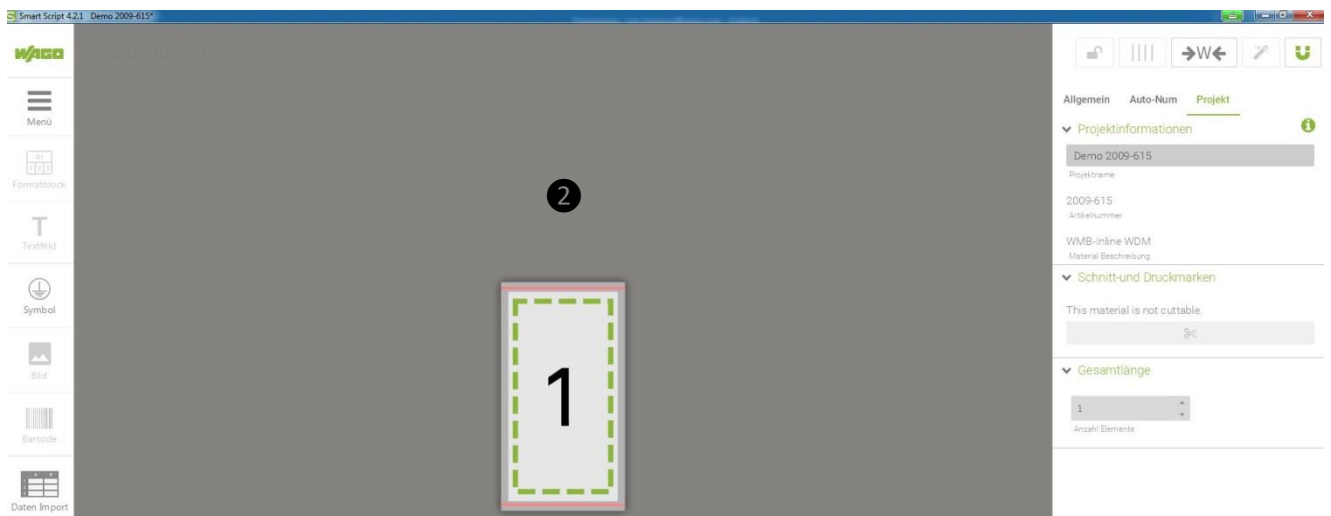 Smart Script 4.2.1 Demo 2009-615*
WAGO
Menü
Formatblock
Textfeld
Symbol
Bild
Barcode
Daten Import
2
1
→W←
Allgemein Auto-Num Projekt
Projektinformationen
Demo 2009-615
Projektname
2009-615
Artikelnummer
WMB-Inline WDM
Material Beschreibung
Schnitt-und Druckmarken
This material is not cuttable.
Gesamtlänge
1
Anzahl Elemente